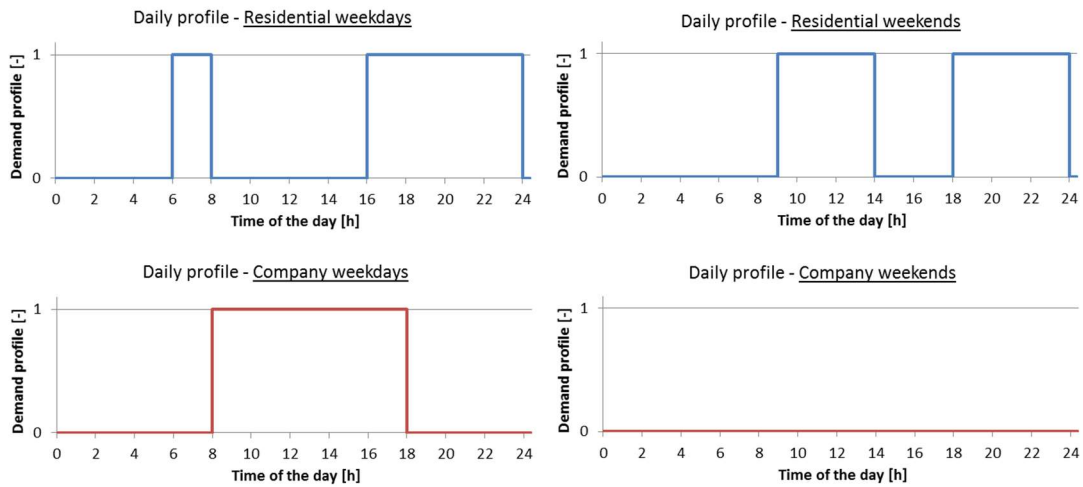 Daily profile - Residential weekdays
Demand profile [-]
1
0
0 2 4 6 8 10 12 14 16 18 20 22 24
Time of the day [h]
Daily profile - Residential weekends
Demand profile [-]
1
0
0 2 4 6 8 10 12 14 16 18 20 22 24
Time of the day [h]
Daily profile - Company weekdays
Demand profile [-]
1
0
0 2 4 6 8 10 12 14 16 18 20 22 24
Time of the day [h]
Daily profile - Company weekends
Demand profile [-]
1
0
0 2 4 6 8 10 12 14 16 18 20 22 24
Time of the day [h]